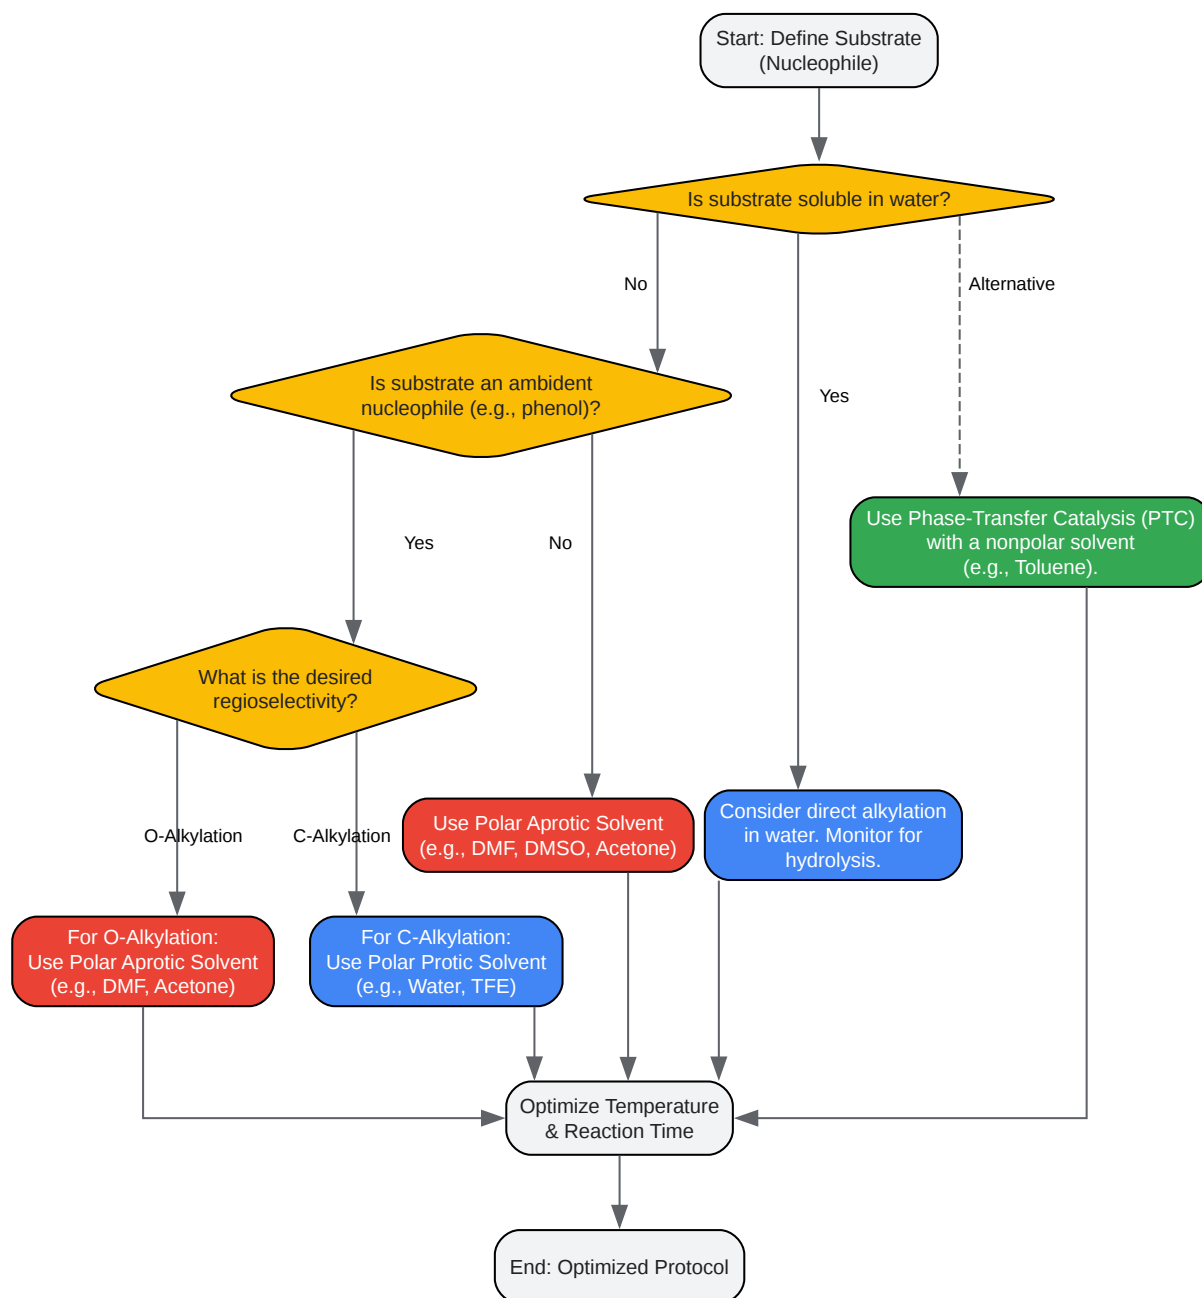 Start: Define Substrate
(Nucleophile)
Is substrate soluble in water?
No
Alternative
Is substrate an ambident
nucleophile (e.g., phenol)?
Yes
Use Phase-Transfer Catalysis (PTC)
with a nonpolar solvent
(e.g., Toluene).
Yes
No
What is the desired
regioselectivity?
O-Alkylation
C-Alkylation
Use Polar Aprotic Solvent
(e.g., DMF, DMSO, Acetone)
Consider direct alkylation
in water. Monitor for
hydrolysis.
For O-Alkylation:
Use Polar Aprotic Solvent
(e.g., DMF, Acetone)
For C-Alkylation:
Use Polar Protic Solvent
(e.g., Water, TFE)
Optimize Temperature
& Reaction Time
End: Optimized Protocol